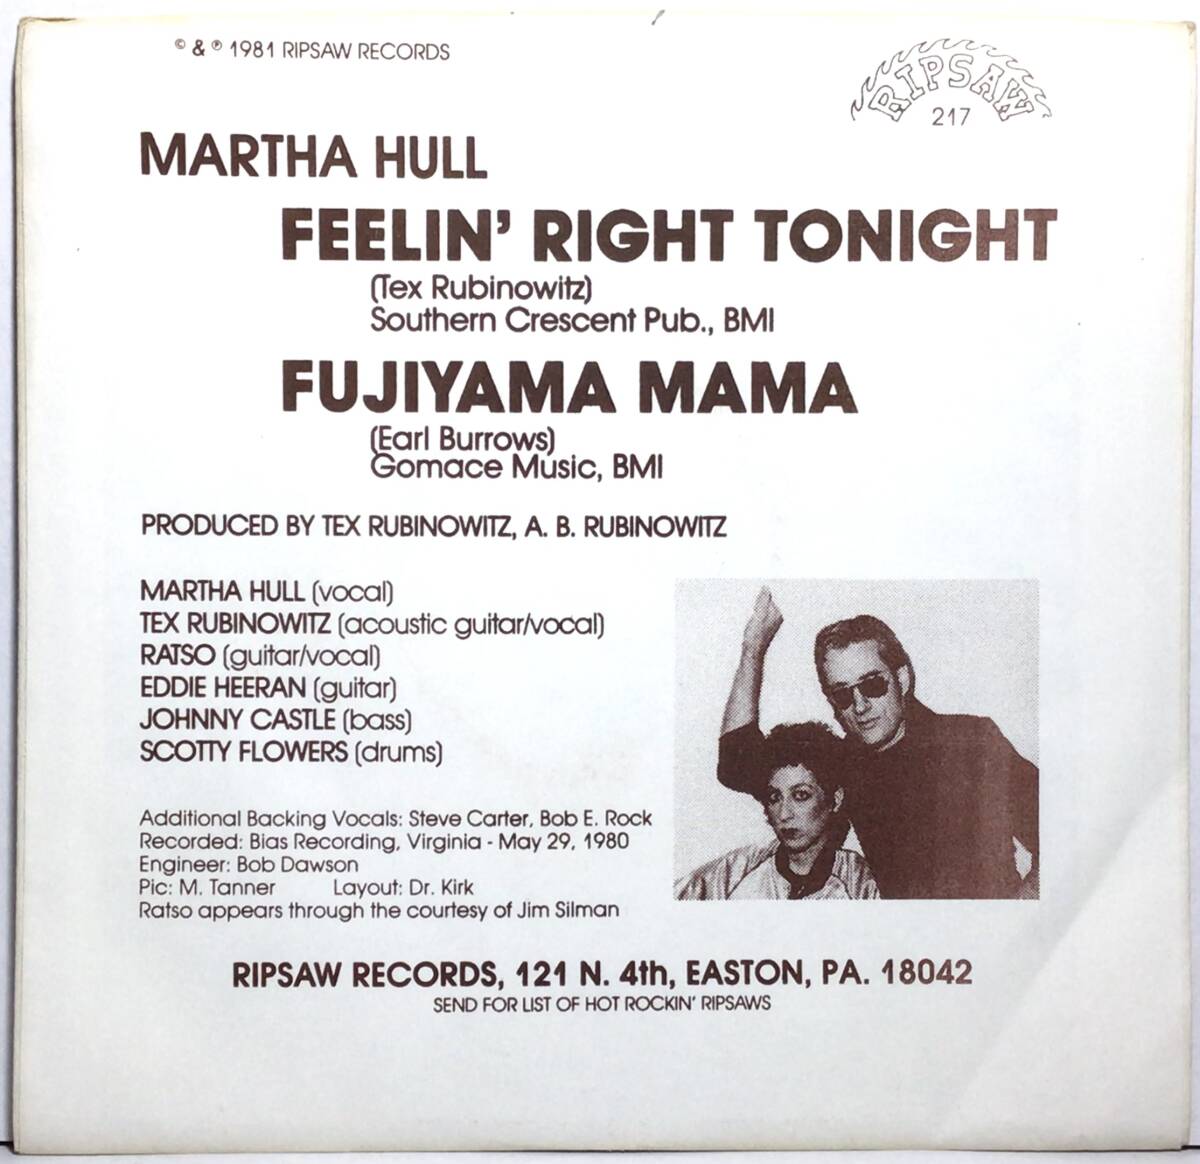 © & ℗ 1981 RIPSAW RECORDS
RIPSAW
217
MARTHA HULL
FEELIN' RIGHT TONIGHT
(Tex Rubinowitz)
Southern Crescent Pub., BMI
FUJIYAMA MAMA
(Earl Burrows)
Gomace Music, BMI
PRODUCED BY TEX RUBINOWITZ, A. B. RUBINOWITZ
MARTHA HULL (vocal)
TEX RUBINOWITZ (acoustic guitar/vocal)
RATSO (guitar/vocal)
EDDIE HEERAN (guitar)
JOHNNY CASTLE (bass)
SCOTTY FLOWERS (drums)
Additional Backing Vocals: Steve Carter, Bob E. Rock
Recorded: Bias Recording, Virginia - May 29, 1980
Engineer: Bob Dawson
Pic: M. Tanner Layout: Dr. Kirk
Ratso appears through the courtesy of Jim Silman
RIPSAW RECORDS, 121 N. 4th, EASTON, PA. 18042
SEND FOR LIST OF HOT ROCKIN' RIPSAWS